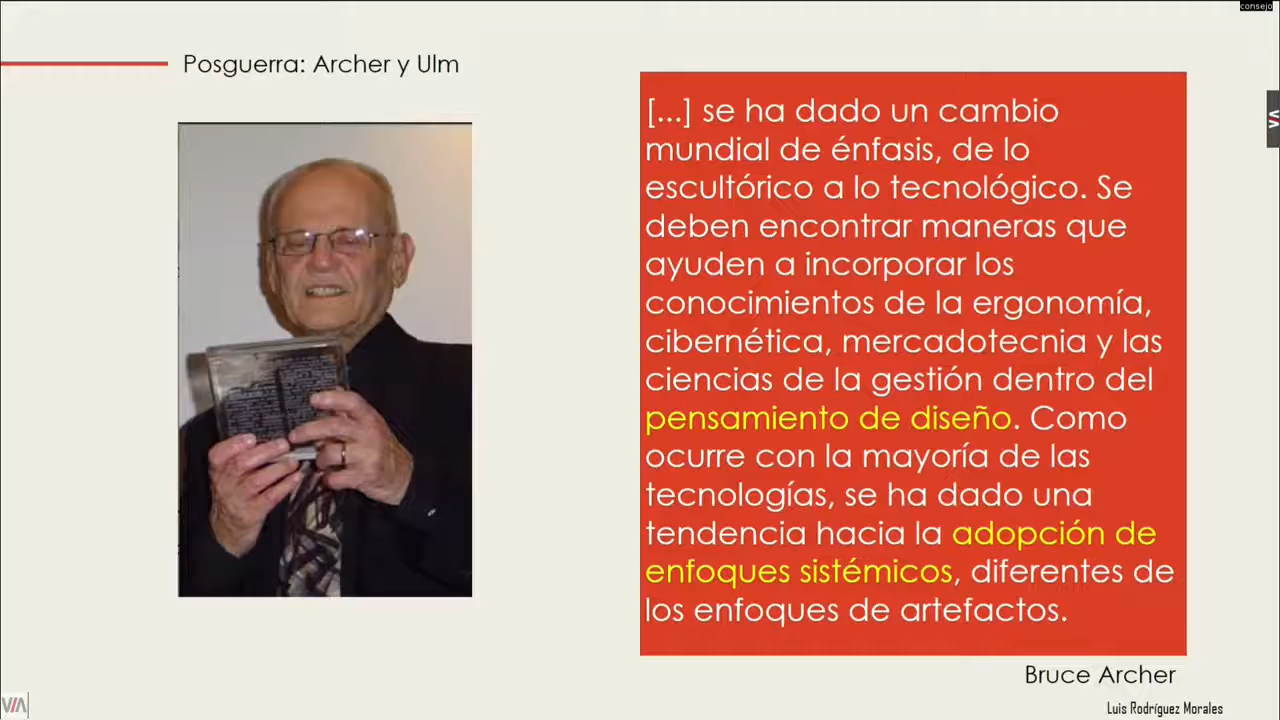 consejo
Posguerra: Archer y Ulm
[...] se ha dado un cambio
mundial de énfasis, de lo
escultórico a lo tecnológico. Se
deben encontrar maneras que
ayuden a incorporar los
conocimientos de la ergonomía,
cibernética, mercadotecnia y las
ciencias de la gestión dentro del
pensamiento de diseño. Como
ocurre con la mayoría de las
tecnologías, se ha dado una
tendencia hacia la adopción de
enfoques sistémicos, diferentes de
los enfoques de artefactos.
Bruce Archer
Luis Rodríguez Morales
VIA